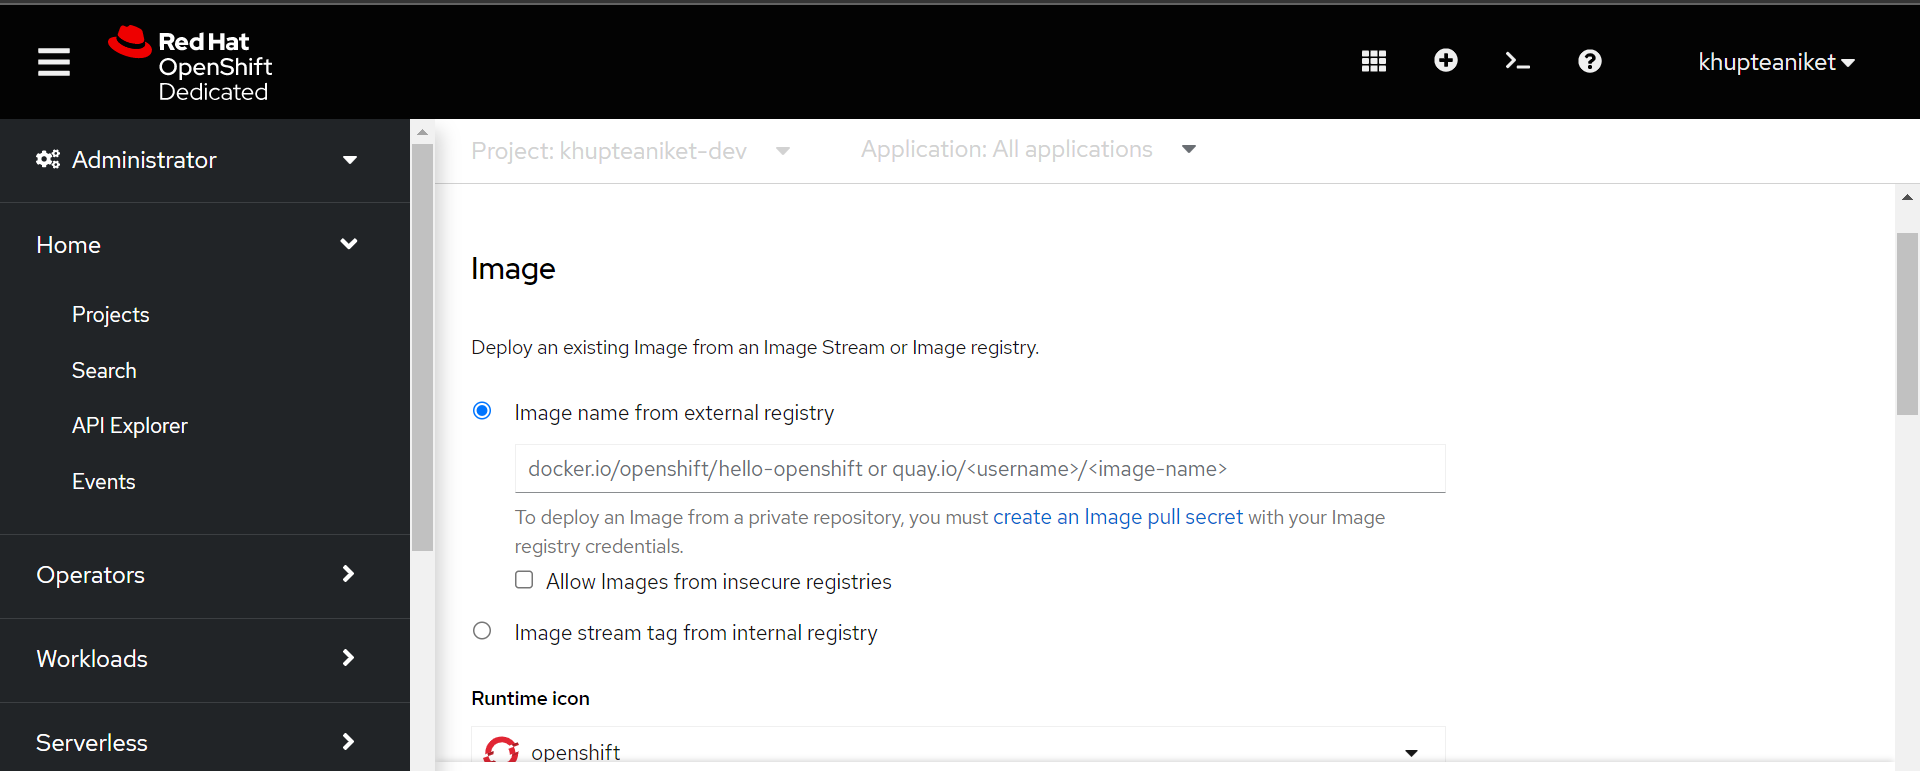 Red Hat
OpenShift
Dedicated
khupteaniket
Administrator
Home
Projects
Search
API Explorer
Events
Operators
Workloads
Serverless
Project: khupteaniket-dev
Application: All applications
Image
Deploy an existing Image from an Image Stream or Image registry.
Image name from external registry
docker.io/openshift/hello-openshift or quay.io/<username>/<image-name>
To deploy an Image from a private repository, you must create an Image pull secret with your Image
registry credentials.
Allow Images from insecure registries
Image stream tag from internal registry
Runtime icon
openshift